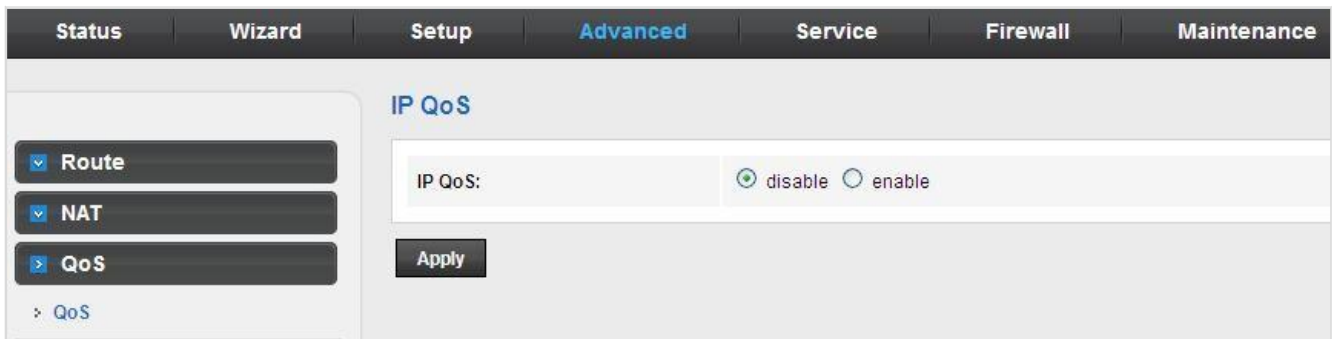 Status Wizard Setup Advanced Service Firewall Maintenance
Route
NAT
QoS
QoS
IP QoS
IP QoS: disable enable
Apply